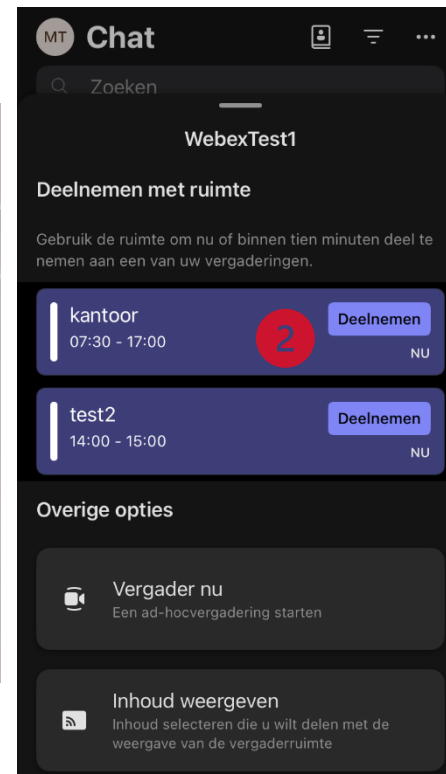 MT Chat
Zoeken
WebexTest1
Deelnemen met ruimte
Gebruik de ruimte om nu of binnen tien minuten deel te
nemen aan een van uw vergaderingen.
kantoor
07:30 - 17:00
2
Deelnemen
NU
test2
14:00 - 15:00
Deelnemen
NU
Overige opties
Vergader nu
Een ad-hocvergadering starten
Inhoud weergeven
Inhoud selecteren die u wilt delen met de
weergave van de vergaderruimte